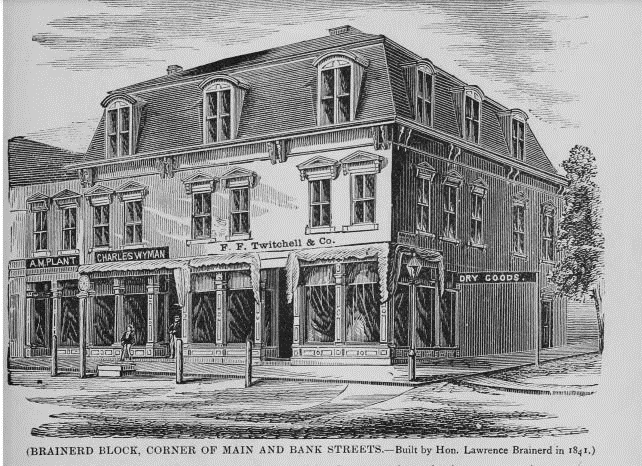 A.M. PLANT
CHARLES WYMAN
F. F. Twitchell & Co.
DRY GOODS.
(BRAINERD BLOCK, CORNER OF MAIN AND BANK STREETS.—Built by Hon. Lawrence Brainerd in 1841.)